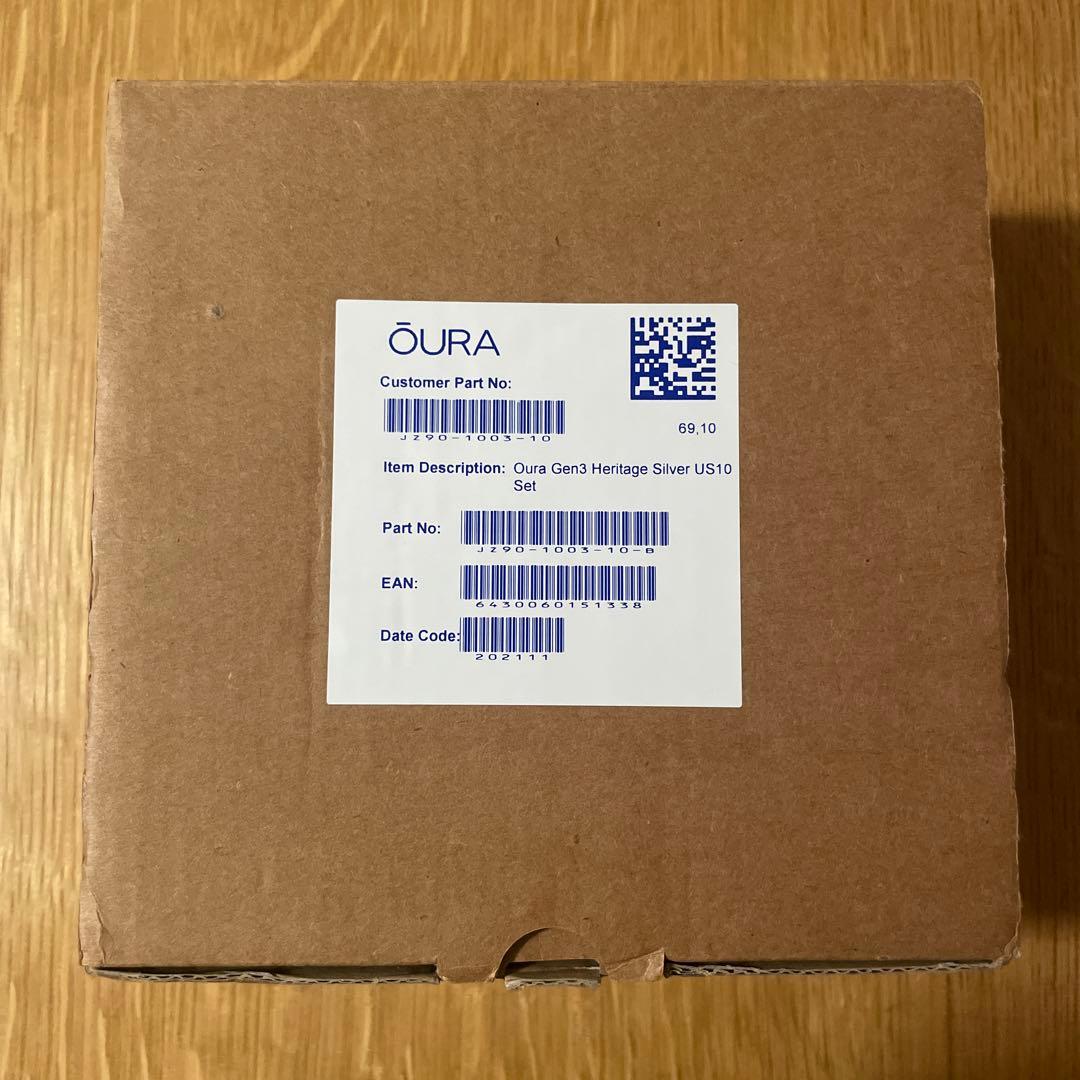 ŌURA
Customer Part No:
JZ90-1003-10
69,10
Item Description: Oura Gen3 Heritage Silver US10
Set
Part No:
JZ90-1003-10-B
EAN:
6430060151338
Date Code:
202111